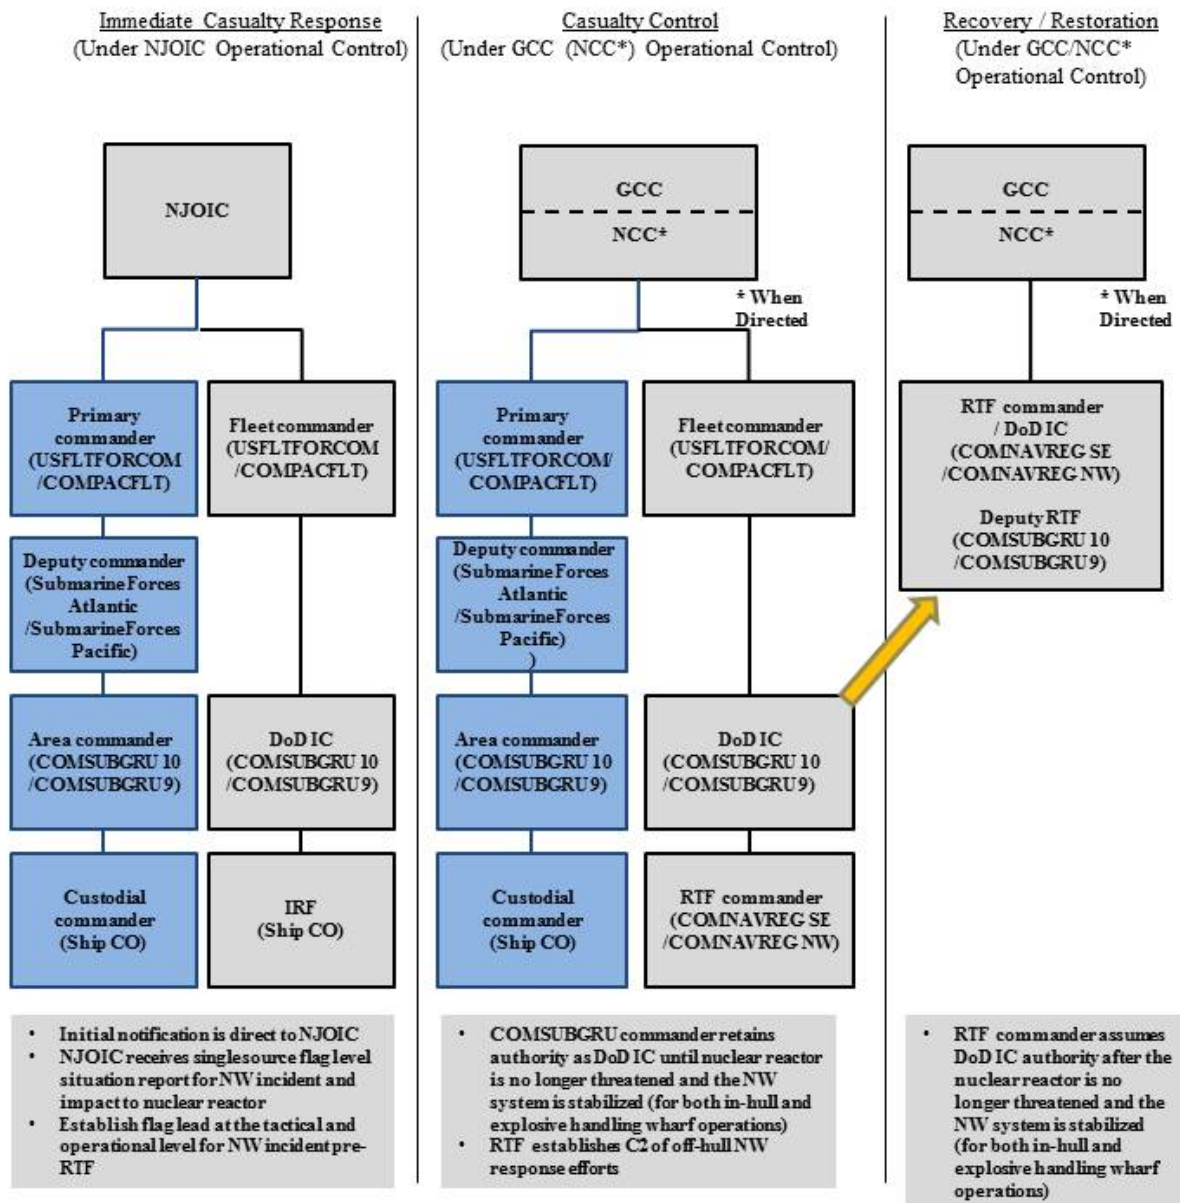 Immediate Casualty Response
(Under NJOIC Operational Control)
NJOIC
Primary
commander
(USFLTFORCOM
/COMPACFLT)
Fleet commander
(USFLTFORCOM
/COMPACFLT)
Deputy commander
(Submarine Forces
Atlantic
/Submarine Forces
Pacific)
Area commander
(COMSUBGRU 10
/COMSUBGRU 9)
DoD IC
(COMSUBGRU 10
/COMSUBGRU 9)
Custodial
commander
(Ship CO)
IRF
(Ship CO)
• Initial notification is direct to NJOIC
• NJOIC receives single source flag level
situation report for NW incident and
impact to nuclear reactor
• Establish flag lead at the tactical and
operational level for NW incident pre-
RTF
Casualty Control
(Under GCC (NCC*) Operational Control)
GCC
NCC*
* When
Directed
Primary
commander
(USFLTFORCOM/
COMPACFLT)
Fleet commander
(USFLTFORCOM/
COMPACFLT)
Deputy commander
(Submarine Forces
Atlantic
/Submarine Forces
Pacific)
)
Area commander
(COMSUBGRU 10
/COMSUBGRU 9)
DoD IC
(COMSUBGRU 10
/COMSUBGRU 9)
Custodial
commander
(Ship CO)
RTF commander
(COMNAVREG SE
/COMNAVREG NW)
• COMSUBGRU commander retains
authority as DoD IC until nuclear reactor
is no longer threatened and the NW
system is stabilized (for both in-hull and
explosive handling wharf operations)
• RTF establishes C2 of off-hull NW
response efforts
Recovery / Restoration
(Under GCC/NCC*
Operational Control)
GCC
NCC*
* When
Directed
RTF commander
/ DoD IC
(COMNAVREG SE
/COMNAVREG NW)
Deputy RTF
(COMSUBGRU 10
/COMSUBGRU 9)
• RTF commander assumes
DoD IC authority after the
nuclear reactor is no
longer threatened and the
NW system is stabilized
(for both in-hull and
explosive handling wharf
operations)